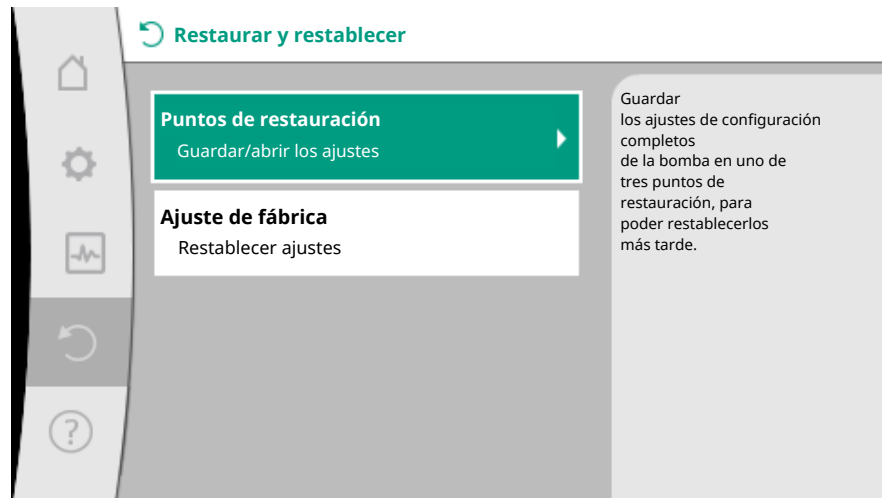 Restaurar y restablecer
Puntos de restauración
Guardar/abrir los ajustes
Ajuste de fábrica
Restablecer ajustes
Guardar
los ajustes de configuración
completos
de la bomba en uno de
tres puntos de
restauración, para
poder restablecerlos
más tarde.
?